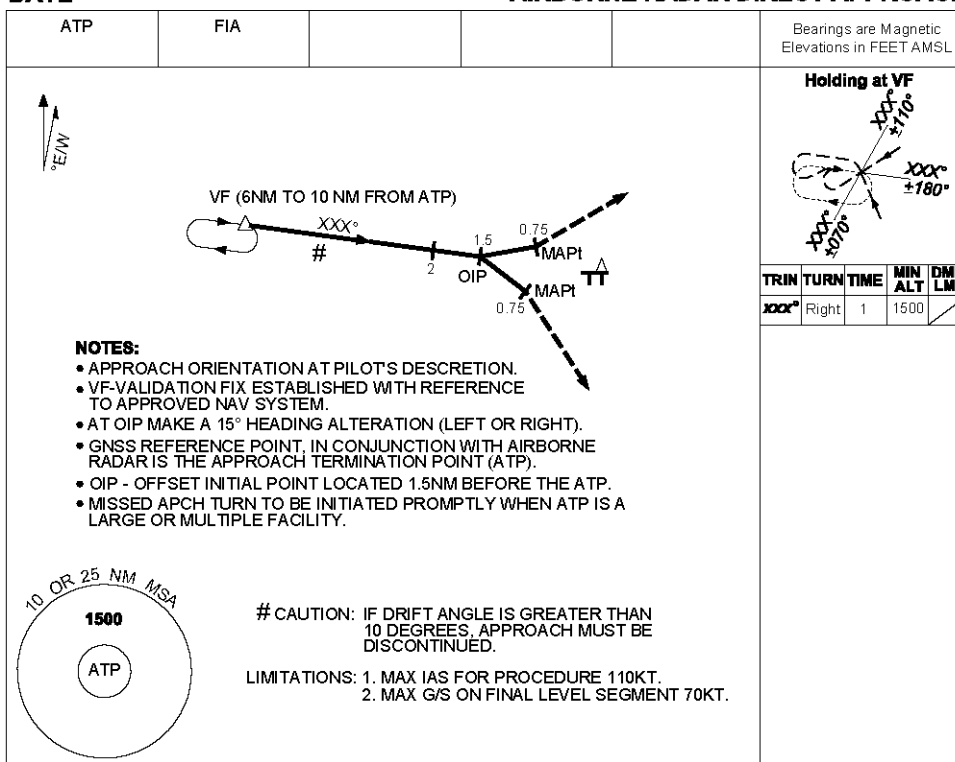 ATP
FIA
Bearings are Magnetic
Elevations in FEET AMSL
Holding at VF
XXX°
±110°
XXX°
±180°
XXX°
±070°
TRIN TURN TIME MIN ALT
XXX° Right 1 1500
°E/W
VF (6NM TO 10 NM FROM ATP)
XXX°
#
2
1.5
OIP
0.75
MAPt
MAPt
0.75
NOTES:
• APPROACH ORIENTATION AT PILOT'S DESCRETION.
• VF-VALIDATION FIX ESTABLISHED WITH REFERENCE
TO APPROVED NAV SYSTEM.
• AT OIP MAKE A 15° HEADING ALTERATION (LEFT OR RIGHT).
• GNSS REFERENCE POINT, IN CONJUNCTION WITH AIRBORNE
RADAR IS THE APPROACH TERMINATION POINT (ATP).
• OIP - OFFSET INITIAL POINT LOCATED 1.5NM BEFORE THE ATP.
• MISSED APCH TURN TO BE INITIATED PROMPTLY WHEN ATP IS A
LARGE OR MULTIPLE FACILITY.
10 OR 25 NM MSA
1500
ATP
# CAUTION: IF DRIFT ANGLE IS GREATER THAN
10 DEGREES, APPROACH MUST BE
DISCONTINUED.
LIMITATIONS: 1. MAX IAS FOR PROCEDURE 110KT.
2. MAX G/S ON FINAL LEVEL SEGMENT 70KT.